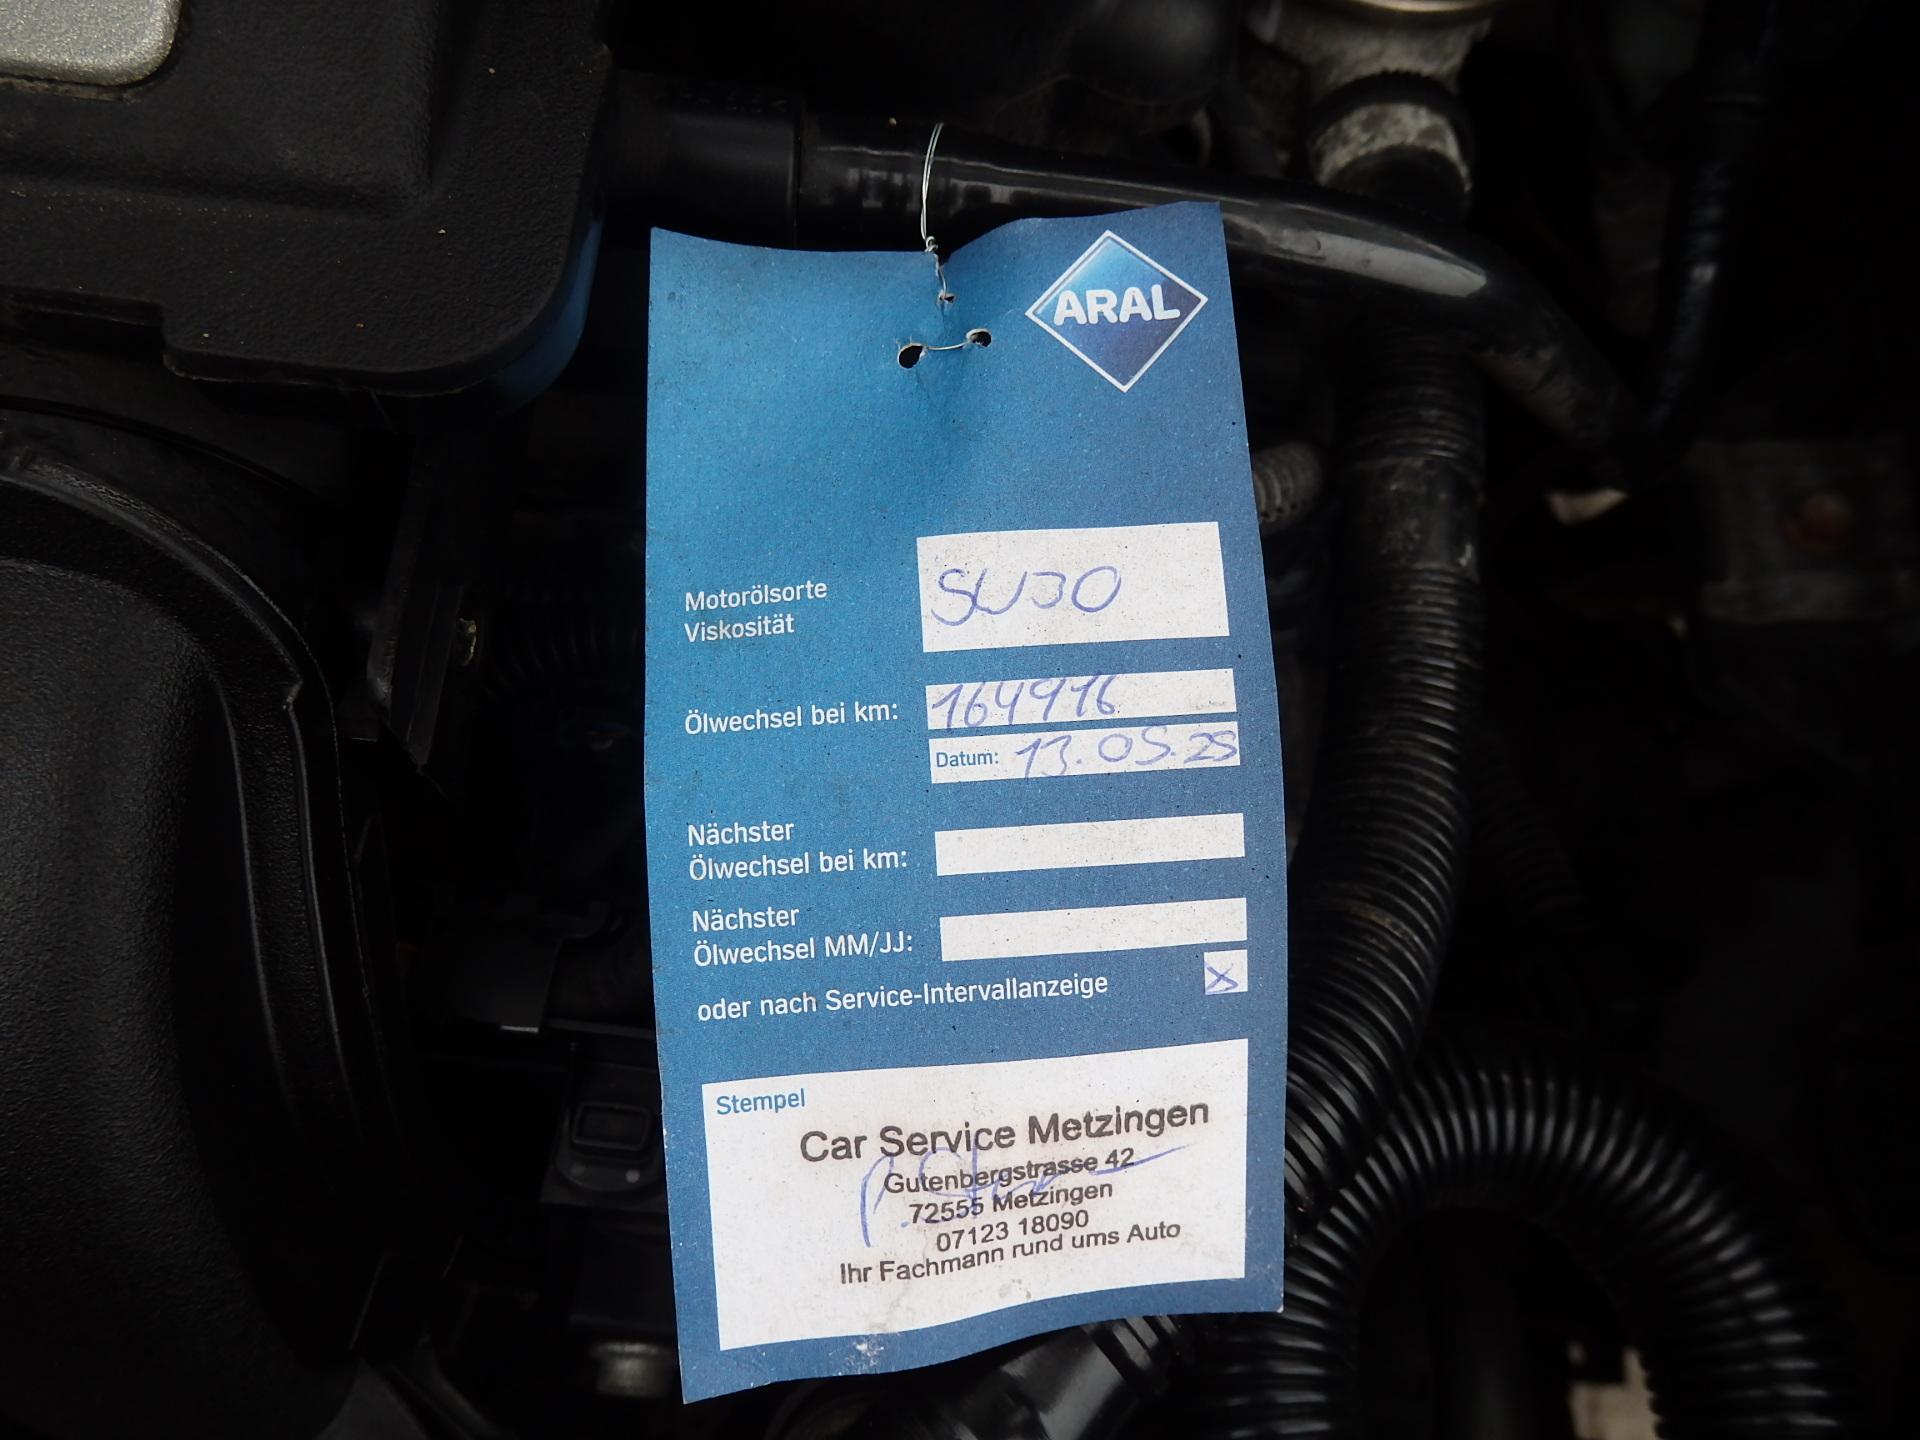 ARAL
Motorölsorte
Viskosität
5W30
Ölwechsel bei km:
164916
Datum: 13.05.25
Nächster
Ölwechsel bei km:
Nächster
Ölwechsel MM/JJ:
oder nach Service-Intervallanzeige X
Stempel
Car Service Metzingen
Gutenbergstrasse 42
72555 Metzingen
07123 18090
Ihr Fachmann rund ums Auto